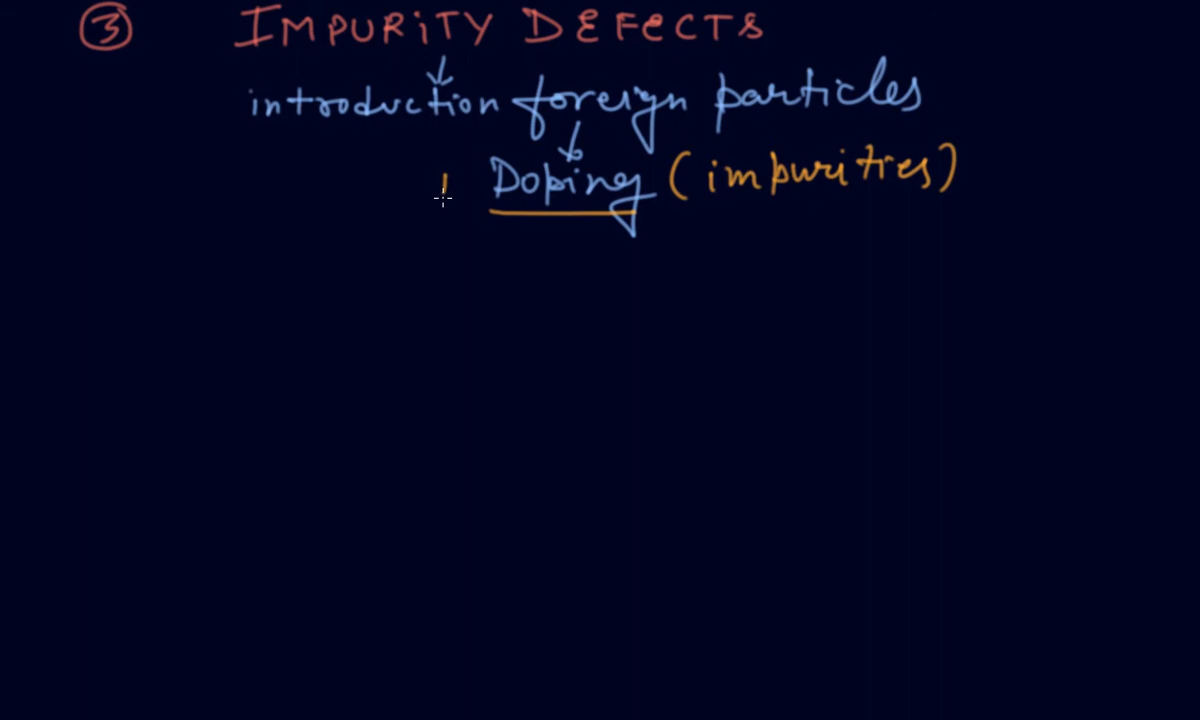 ③ IMPURITY DEFECTS
introduction foreign particles
Doping (impurities)